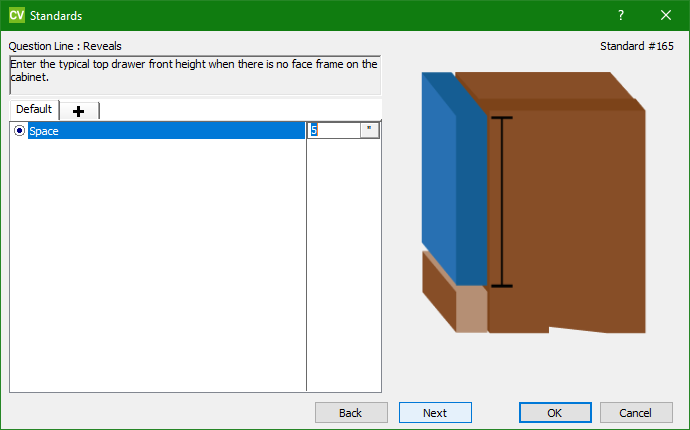 CV Standards ?
Question Line : Reveals
Standard #165
Enter the typical top drawer front height when there is no face frame on the
cabinet.
Default
Space 5 "
Back Next OK Cancel